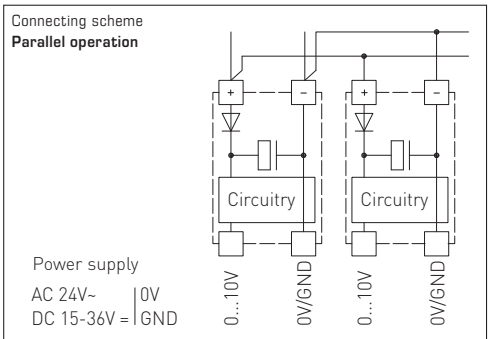 Connecting scheme
Parallel operation
+ − + −
Circuitry Circuitry
Power supply
AC 24V~ 0V
DC 15-36V = GND
0...10V
0V/GND
0...10V
0V/GND